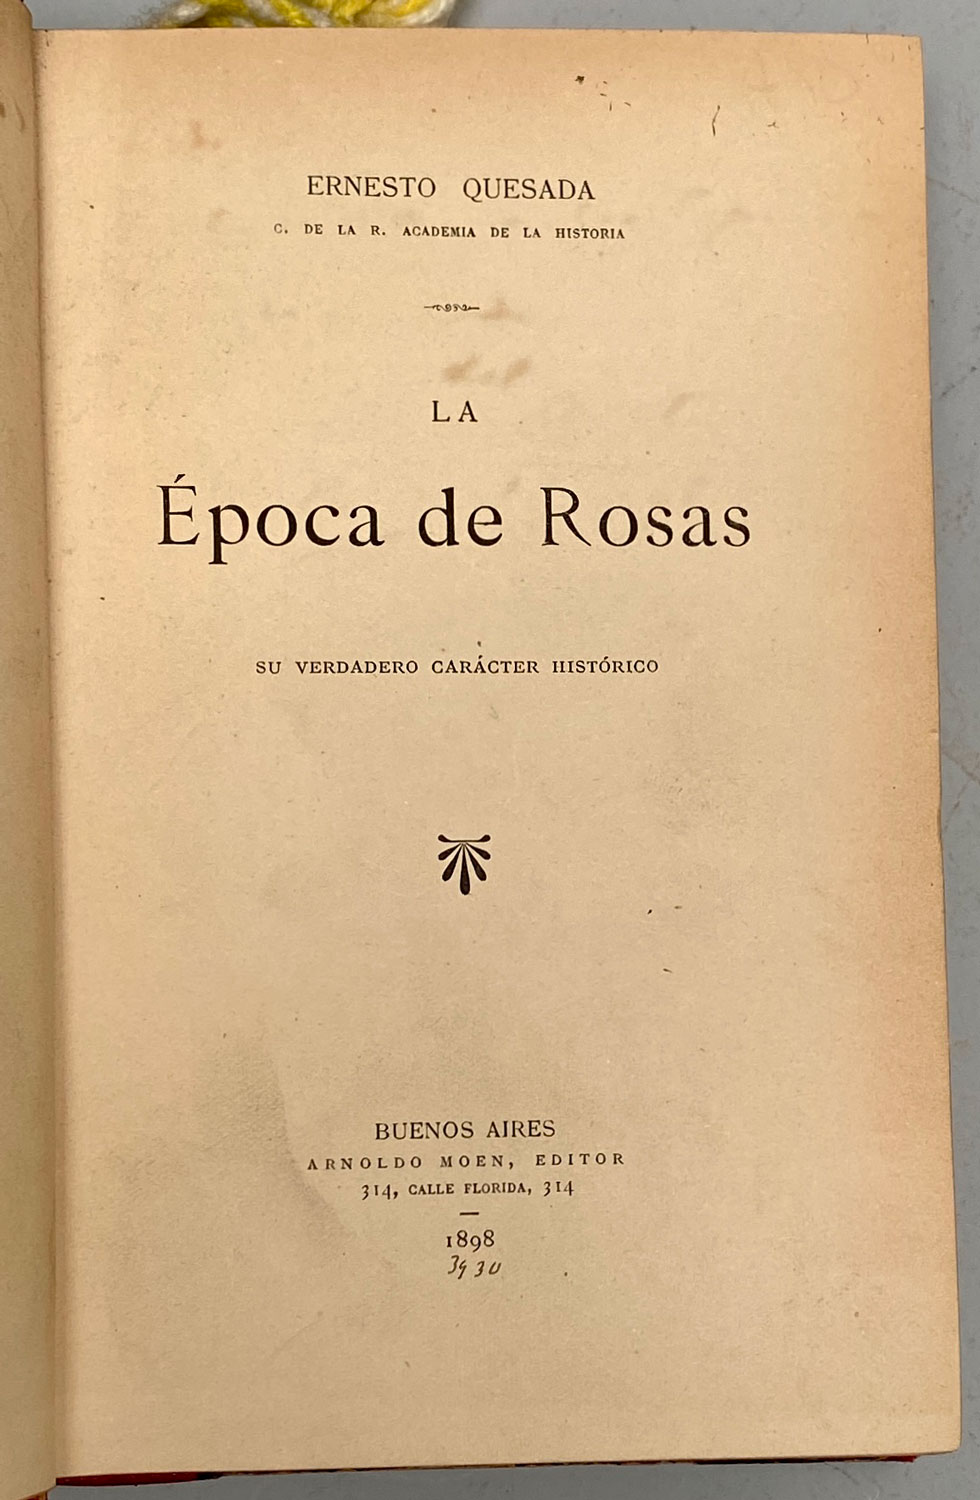 ERNESTO QUESADA
C. DE LA R. ACADEMIA DE LA HISTORIA
LA
Época de Rosas
SU VERDADERO CARÁCTER HISTÓRICO
BUENOS AIRES
ARNOLDO MOEN, EDITOR
314, CALLE FLORIDA, 314
1898
3930